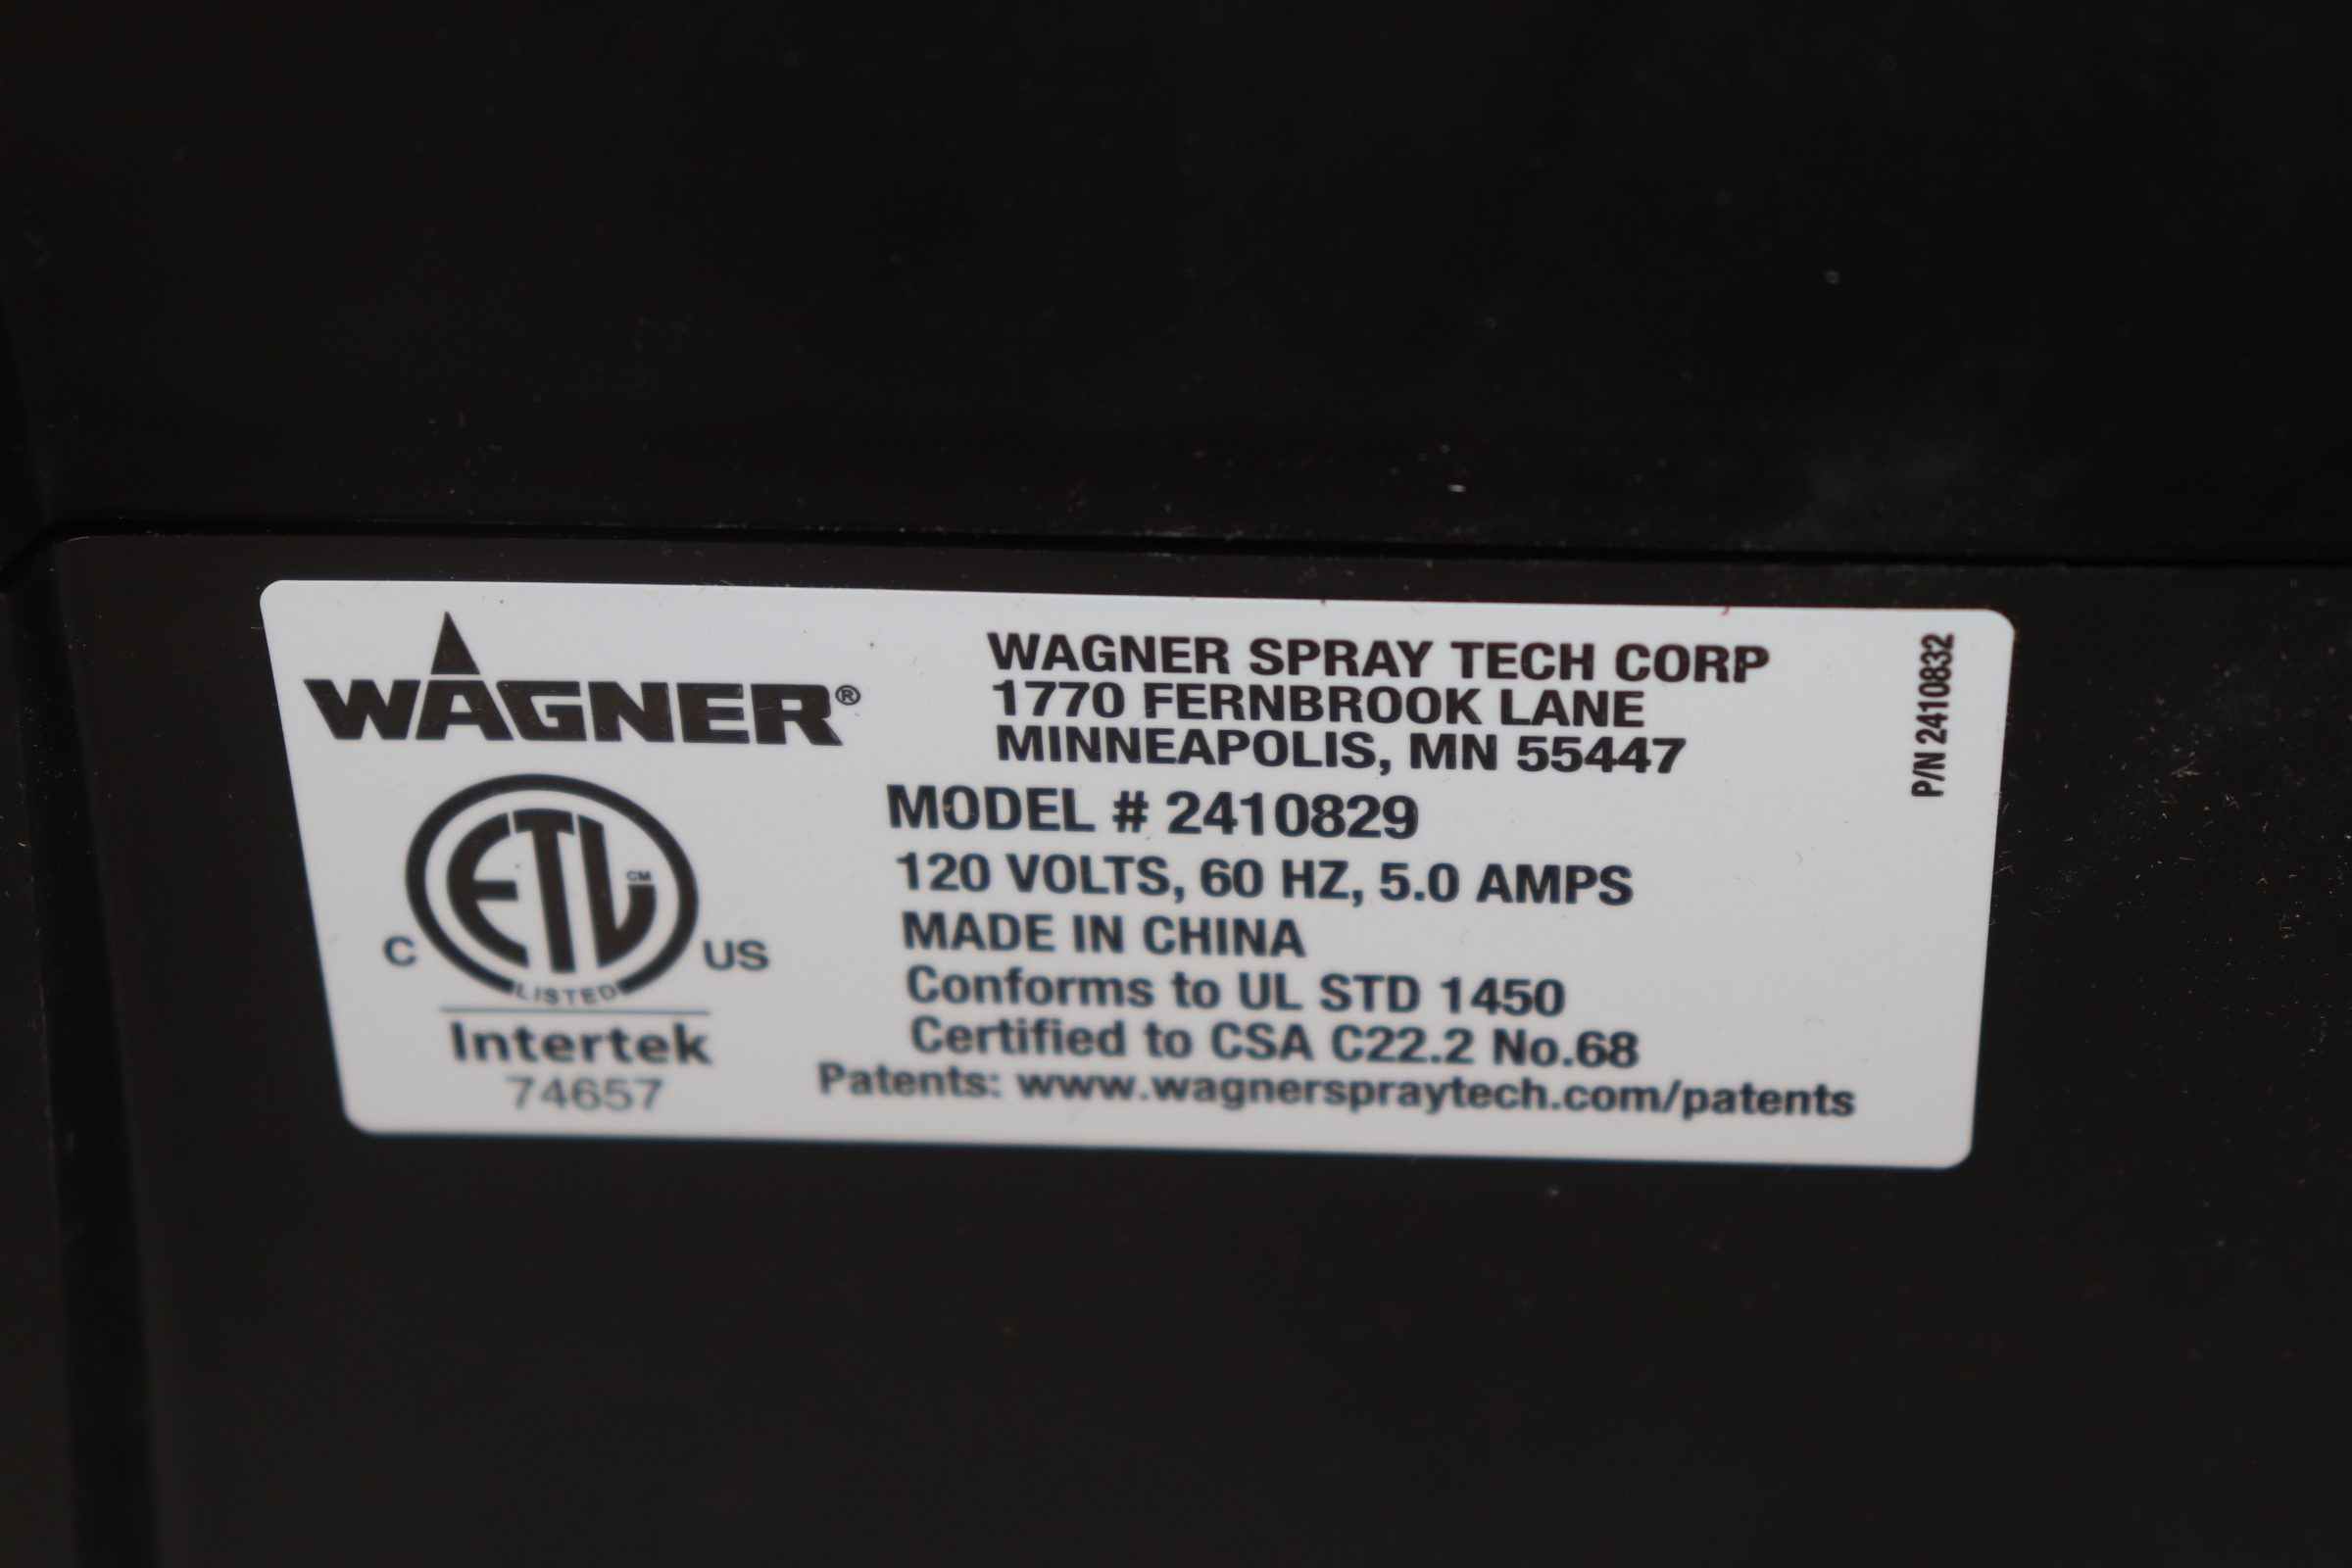 WAGNER®
WAGNER SPRAY TECH CORP
1770 FERNBROOK LANE
MINNEAPOLIS, MN 55447
P/N 2410832
MODEL # 2410829
120 VOLTS, 60 HZ, 5.0 AMPS
MADE IN CHINA
Conforms to UL STD 1450
Certified to CSA C22.2 No.68
Patents: www.wagnerspraytech.com/patents
ETL CM
C US
LISTED
Intertek
74657